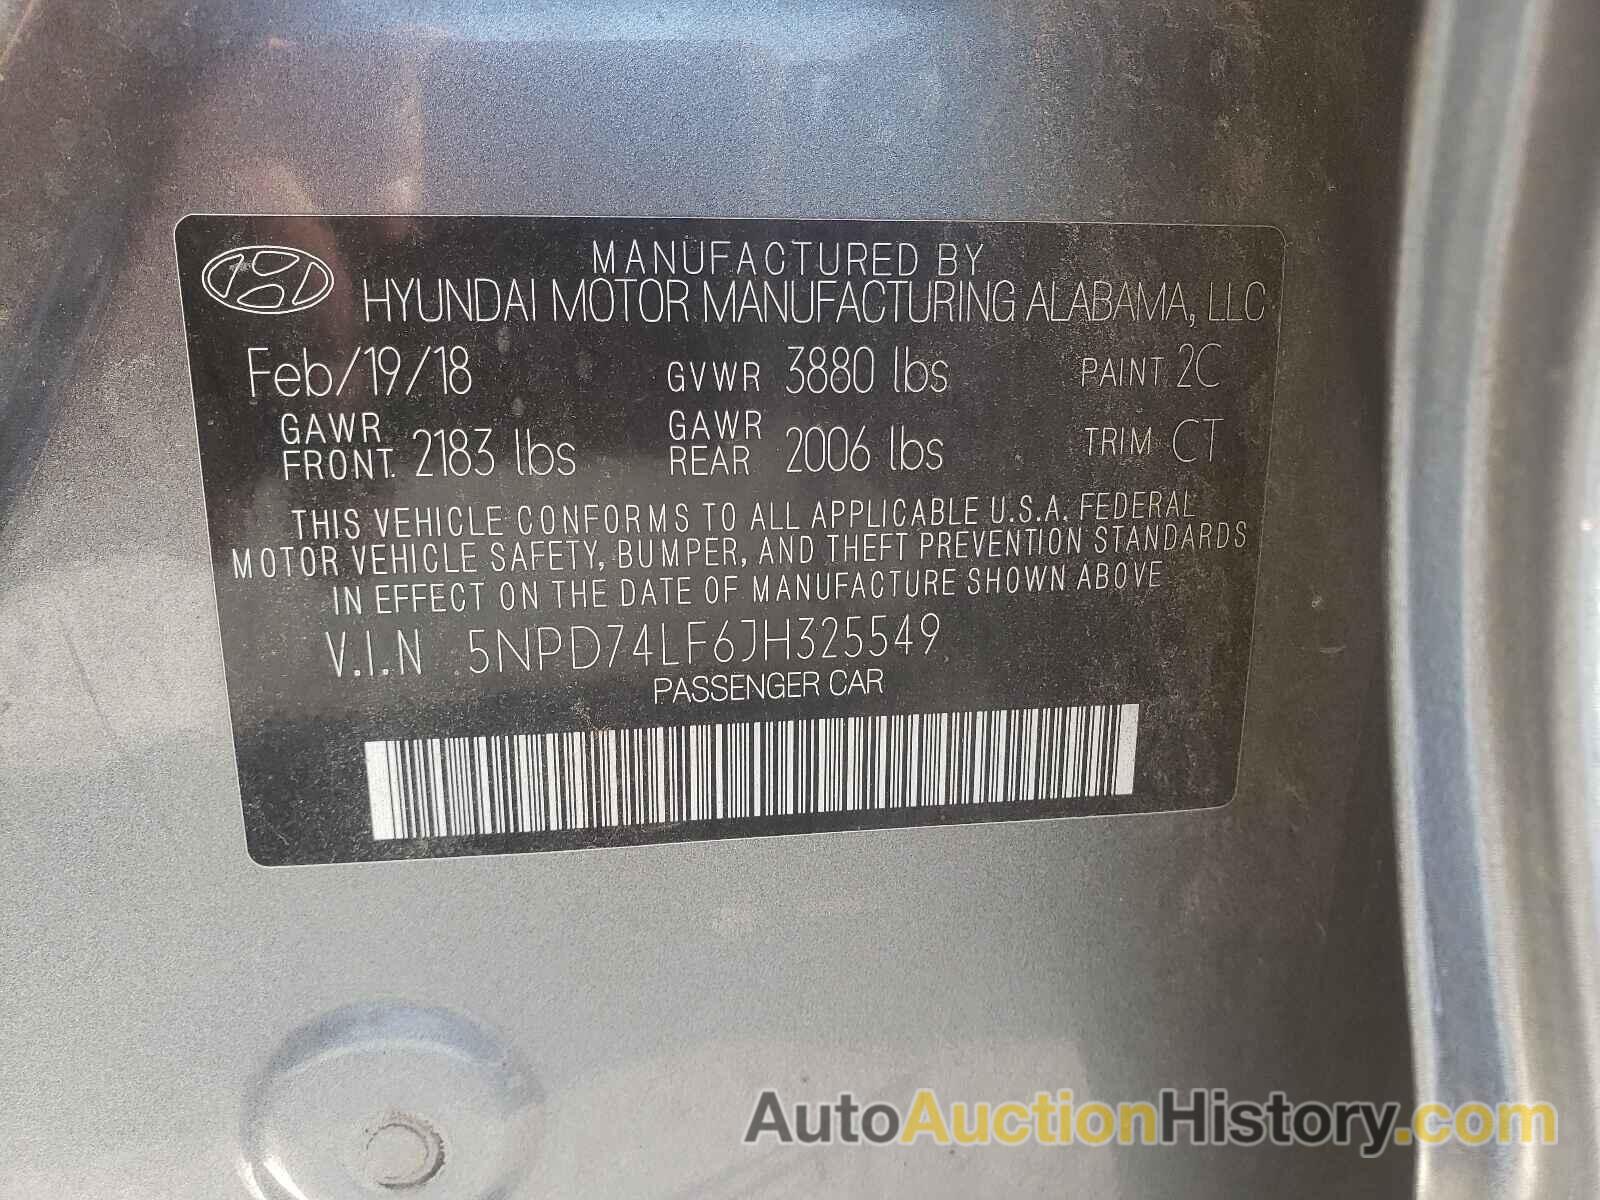 MANUFACTURED BY
HYUNDAI MOTOR MANUFACTURING ALABAMA, LLC
Feb/19/18 GVWR 3880 lbs PAINT 2C
GAWR FRONT 2183 lbs GAWR REAR 2006 lbs TRIM CT
THIS VEHICLE CONFORMS TO ALL APPLICABLE U.S.A. FEDERAL
MOTOR VEHICLE SAFETY, BUMPER, AND THEFT PREVENTION STANDARDS
IN EFFECT ON THE DATE OF MANUFACTURE SHOWN ABOVE
V.I.N 5NPD74LF6JH325549
PASSENGER CAR
AutoAuctionHistory.com